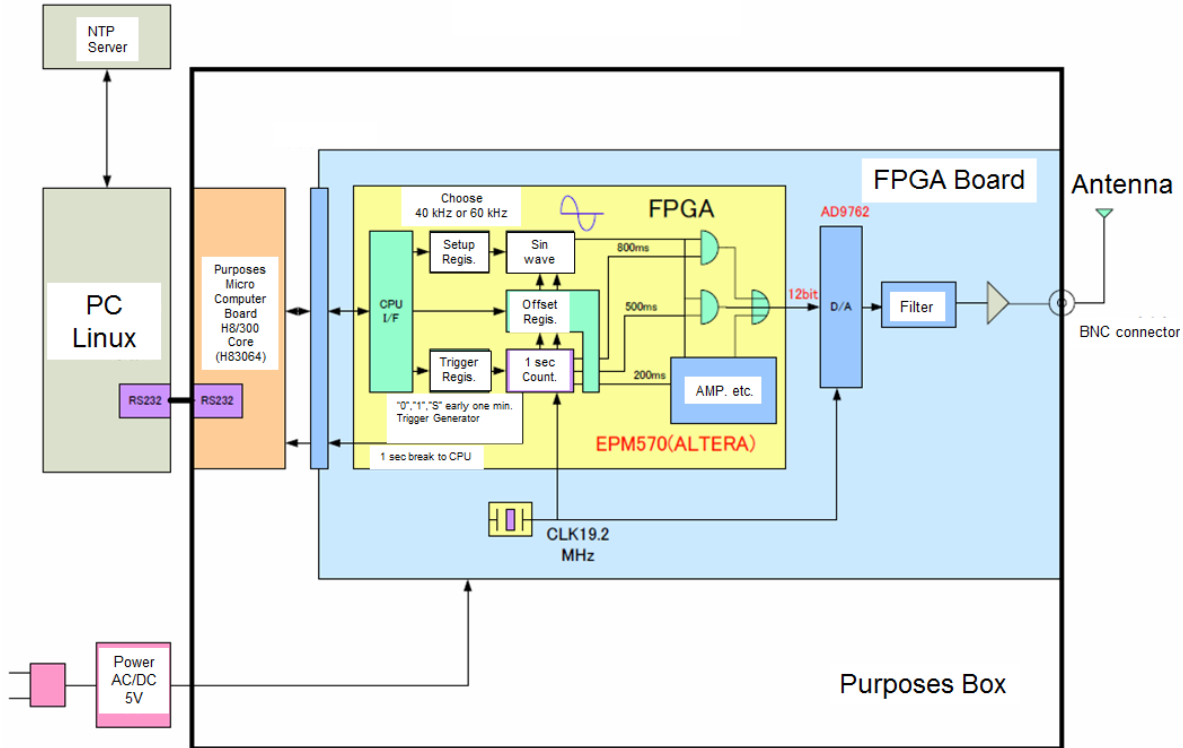 NTP
Server
FPGA Board
Antenna
PC
Linux
Purposes
Micro
Computer
Board
H8/300
Core
(H83064)
RS232
RS232
Choose
40 kHz or 60 kHz
FPGA
AD9762
CPU
I/F
Setup
Regis.
Sin
wave
800ms
Offset
Regis.
500ms
12bit
D/A
Filter
BNC connector
Trigger
Regis.
1 sec
Count.
200ms
AMP. etc.
"0","1","S" early one min.
Trigger Generator
EPM570(ALTERA)
1 sec break to CPU
CLK19.2
MHz
Power
AC/DC
5V
Purposes Box